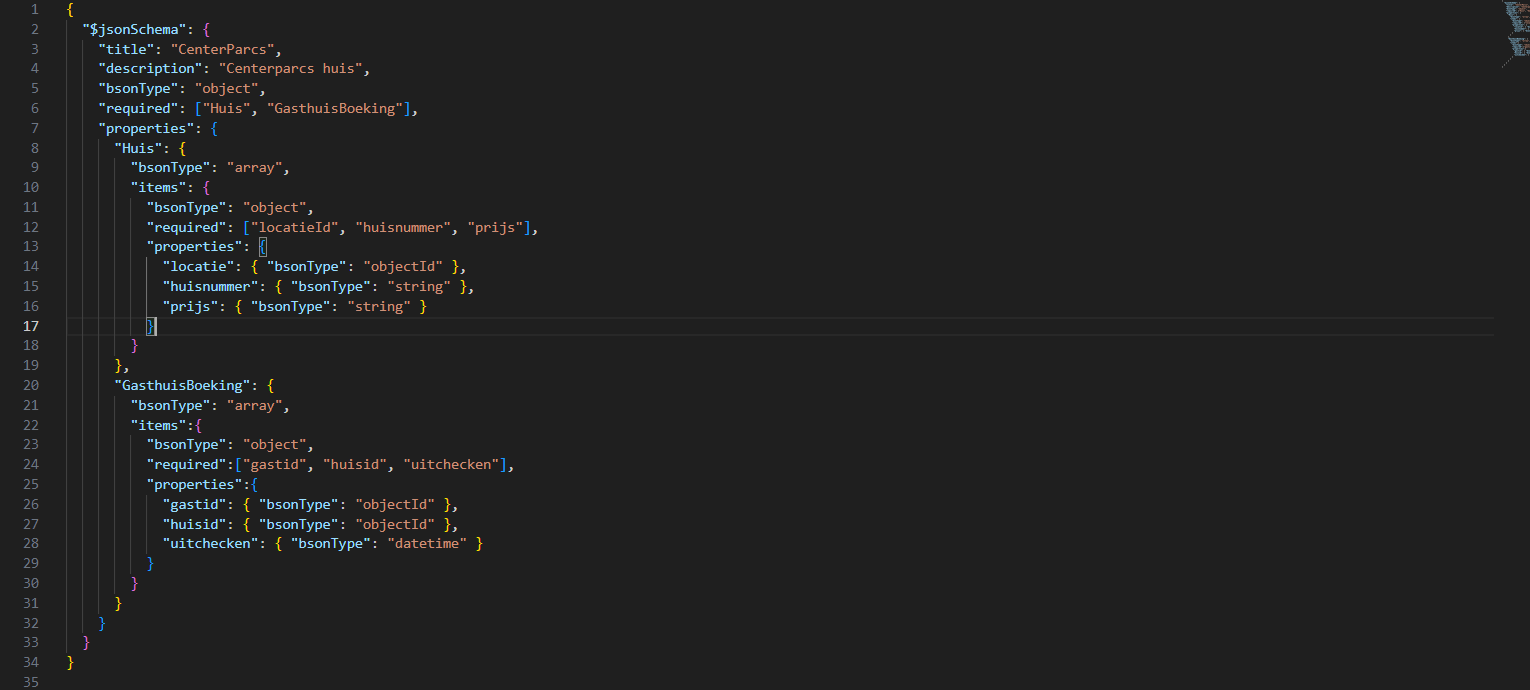 1 {
2 "$jsonSchema": {
3 "title": "CenterParcs",
4 "description": "Centerparcs huis",
5 "bsonType": "object",
6 "required": ["Huis", "GasthuisBoeking"],
7 "properties": {
8 "Huis": {
9 "bsonType": "array",
10 "items": {
11 "bsonType": "object",
12 "required": ["locatieId", "huisnummer", "prijs"],
13 "properties": {
14 "locatie": { "bsonType": "objectId" },
15 "huisnummer": { "bsonType": "string" },
16 "prijs": { "bsonType": "string" }
17 }
18 }
19 },
20 "GasthuisBoeking": {
21 "bsonType": "array",
22 "items":{
23 "bsonType": "object",
24 "required":["gastid", "huisid", "uitchecken"],
25 "properties":{
26 "gastid": { "bsonType": "objectId" },
27 "huisid": { "bsonType": "objectId" },
28 "uitchecken": { "bsonType": "datetime" }
29 }
30 }
31 }
32 }
33 }
34 }
35